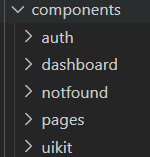 components
auth
dashboard
notfound
pages
uikit